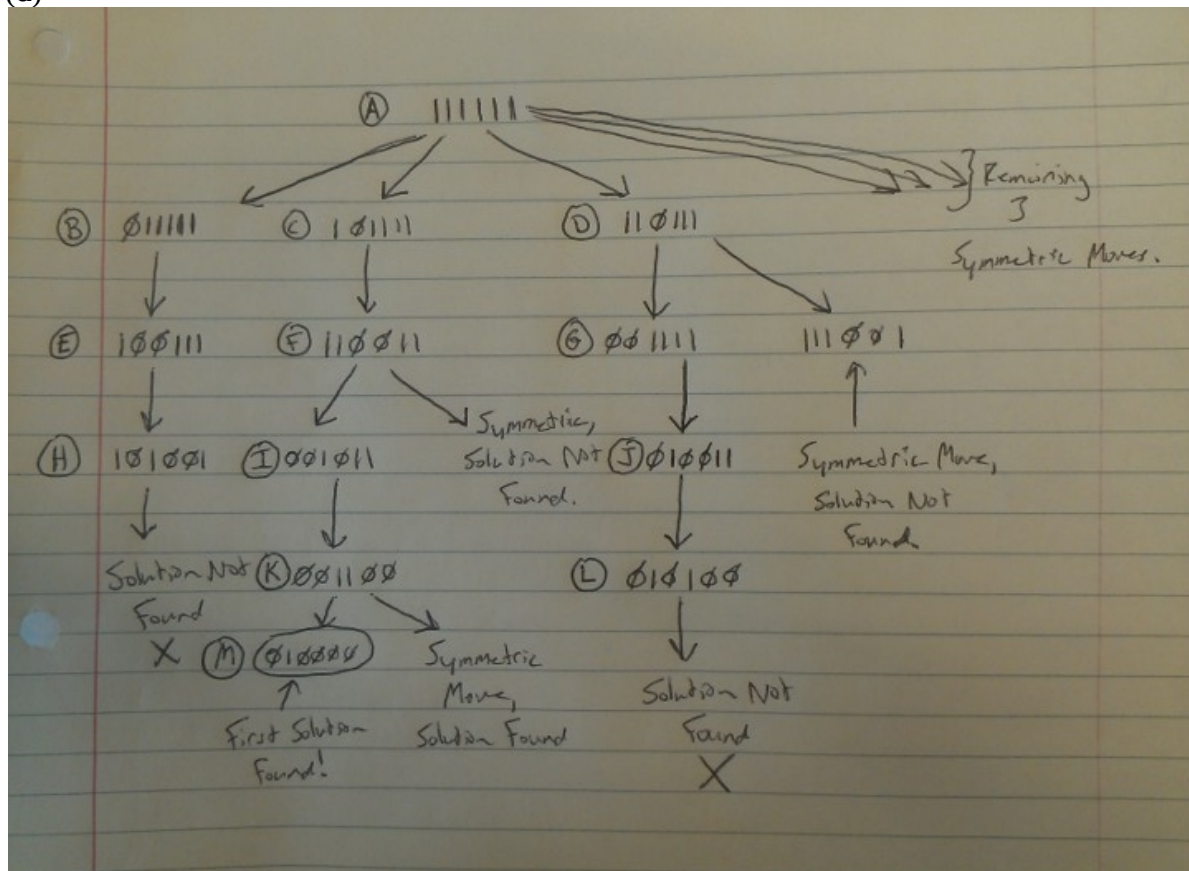 (a)
Ⓐ 111111
} Remaining
3
Symmetric Moves.
Ⓑ Ø11111 Ⓒ 1Ø1111 Ⓓ 11Ø111
Ⓔ 1ØØ111 Ⓕ 11ØØ11 Ⓖ ØØ1111 111ØØ1
Symmetric,
Solution Not
Found.
Ⓗ 1Ø1ØØ1 Ⓘ ØØ1Ø11 Ⓙ Ø1ØØ11
Symmetric Move,
Solution Not
Found.
Solution Not
Found
X
Ⓚ ØØ11ØØ Ⓛ Ø1Ø1ØØ
Ⓜ Ø1ØØØØ
First Solution
Found!
Symmetric
Move,
Solution Found
Solution Not
Found
X